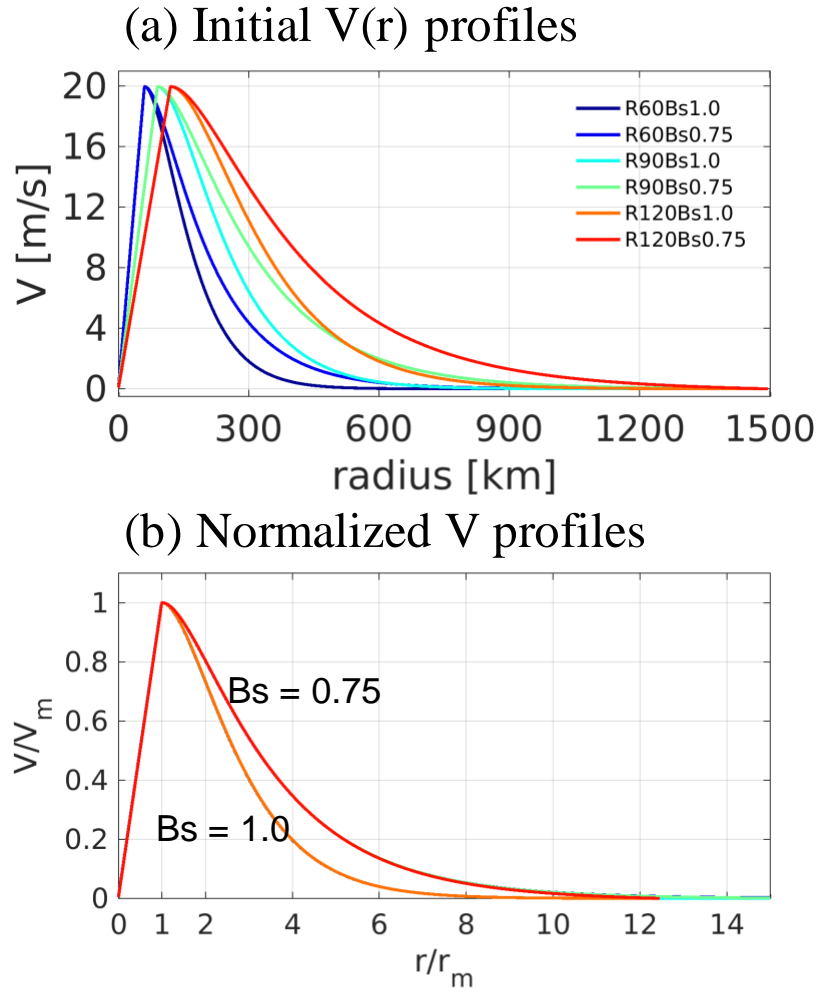 (a) Initial V(r) profiles
20
16
12
8
4
0
V [m/s]
R60Bs1.0
R60Bs0.75
R90Bs1.0
R90Bs0.75
R120Bs1.0
R120Bs0.75
0 300 600 900 1200 1500
radius [km]
(b) Normalized V profiles
1
0.8
0.6
0.4
0.2
0
V/Vm
Bs = 0.75
Bs = 1.0
0 1 2 4 6 8 10 12 14
r/rm